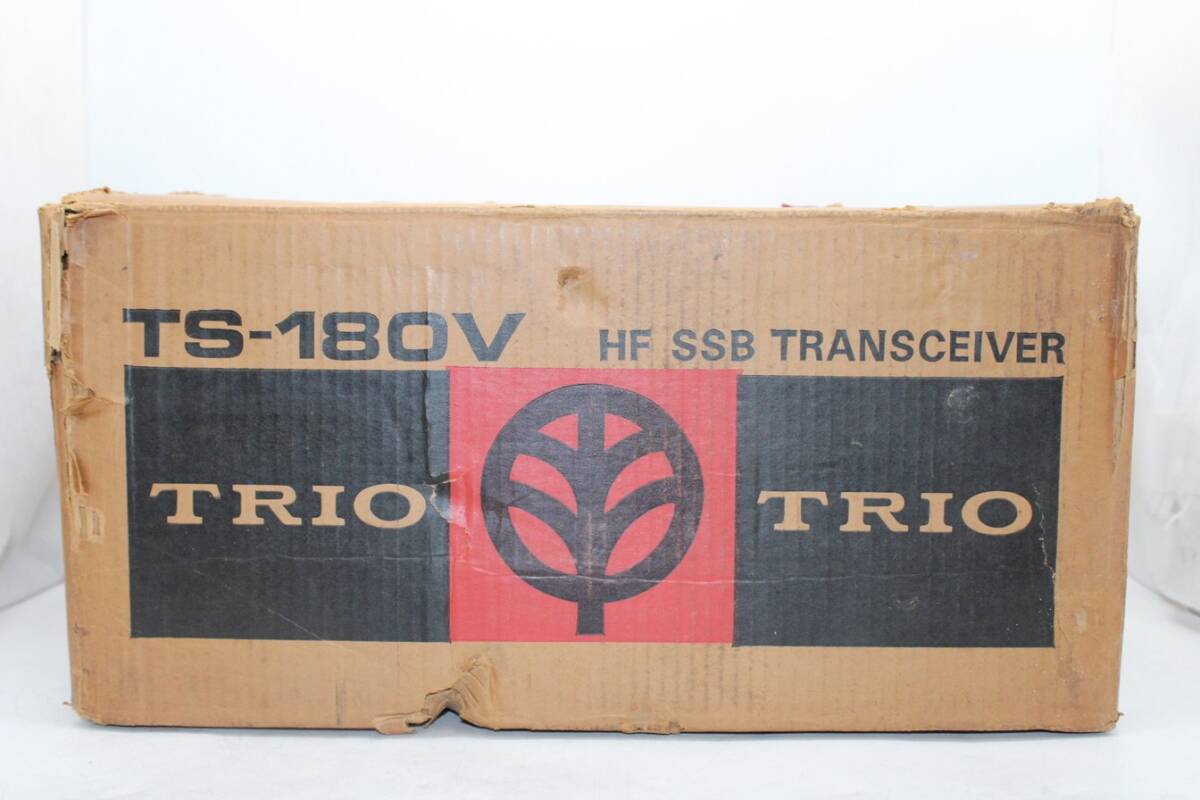 TS-180V HF SSB TRANSCEIVER
TRIO TRIO